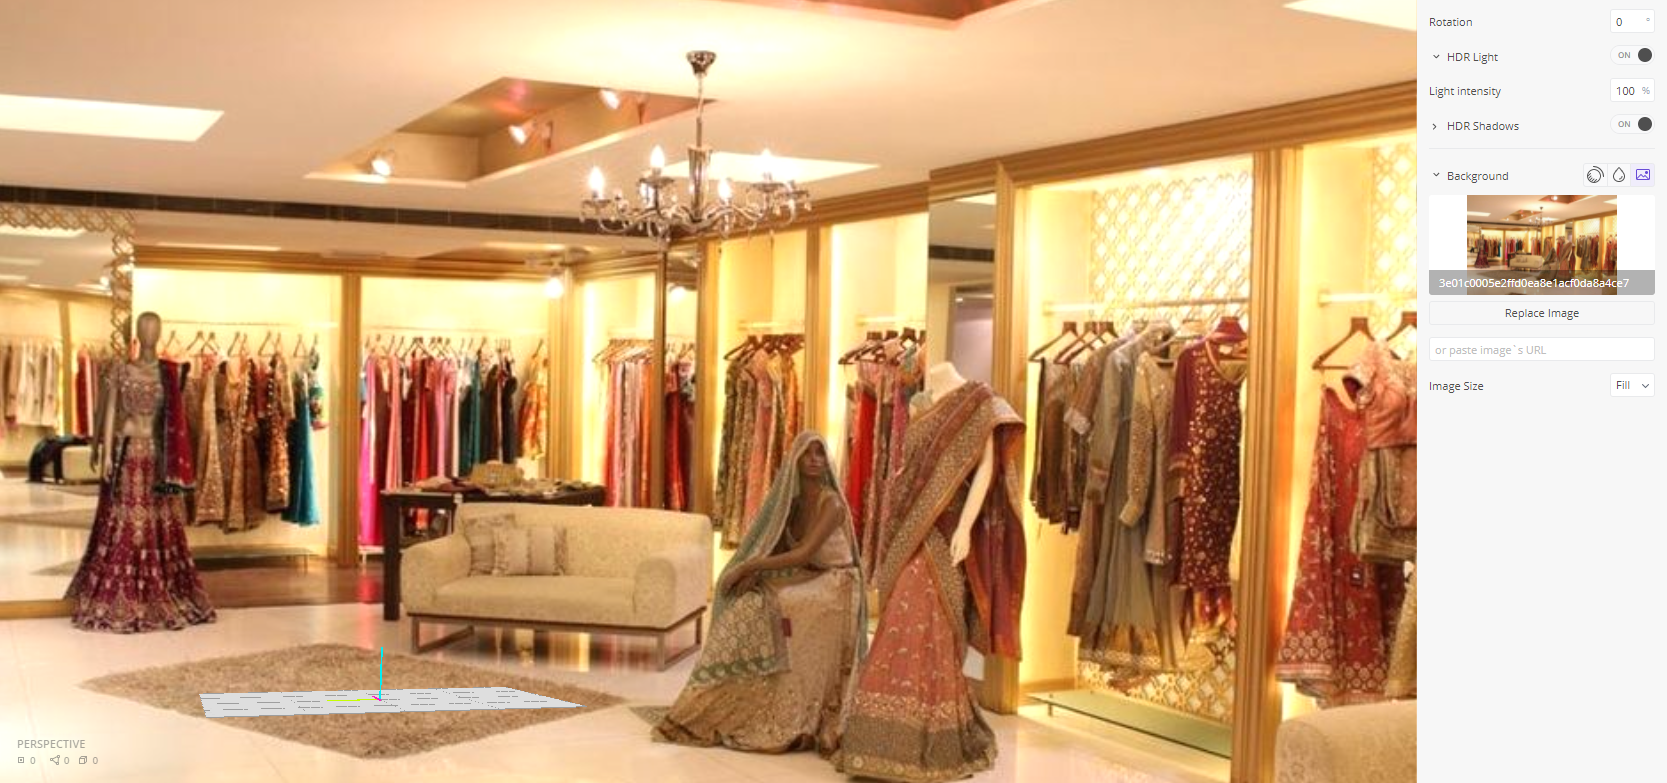 Rotation 0 °
HDR Light ON
Light intensity 100 %
HDR Shadows ON
Background
3e01c0005e2ffd0ea8e1acf0da8a4ce7
Replace Image
or paste image`s URL
Image Size Fill
PERSPECTIVE
0 0 0